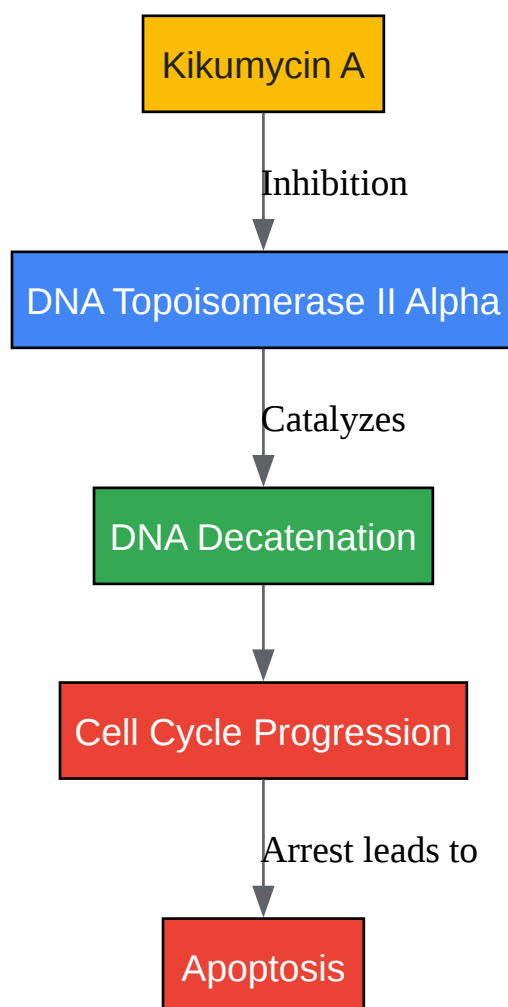 Kikumycin A
Inhibition
DNA Topoisomerase II Alpha
Catalyzes
DNA Decatenation
Cell Cycle Progression
Arrest leads to
Apoptosis